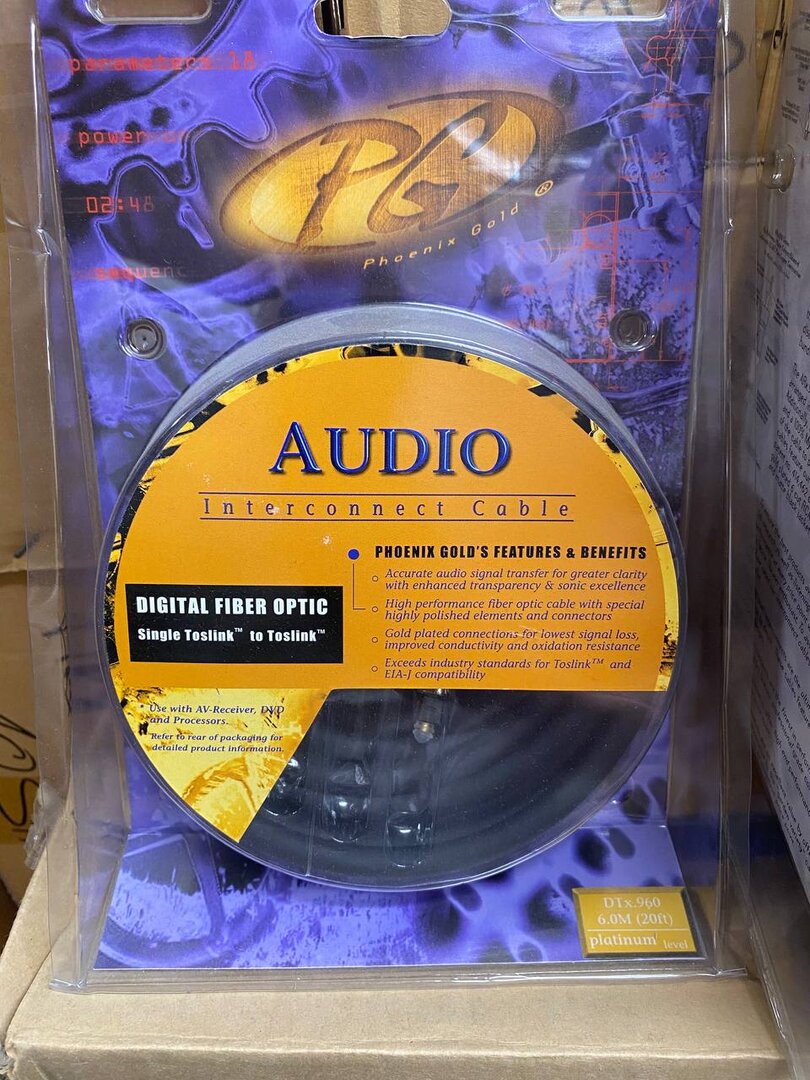 parameters 18
power
02:48
sequenc
PG
Phoenix Gold ®
AUDIO
Interconnect Cable
PHOENIX GOLD'S FEATURES & BENEFITS
Accurate audio signal transfer for greater clarity
with enhanced transparency & sonic excellence
High performance fiber optic cable with special
highly polished elements and connectors
Gold plated connections for lowest signal loss,
improved conductivity and oxidation resistance
Exceeds industry standards for Toslink™ and
EIA-J compatibility
DIGITAL FIBER OPTIC
Single Toslink™ to Toslink™
* Use with AV-Receiver, DVD
and Processors.
Refer to rear of packaging for
detailed product information.
DTx.960
6.0M (20ft)
platinum level